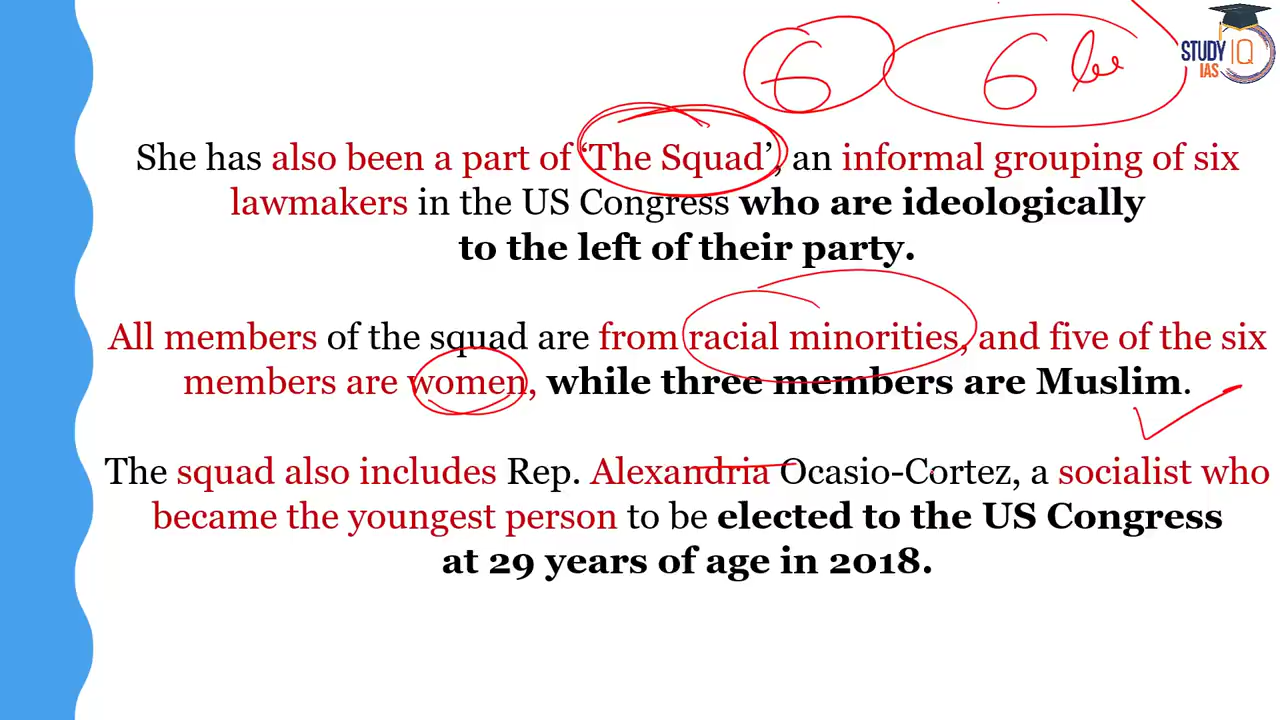 6 6
STUDY IQ
IAS
She has also been a part of ‘The Squad’, an informal grouping of six
lawmakers in the US Congress who are ideologically
to the left of their party.
All members of the squad are from racial minorities, and five of the six
members are women, while three members are Muslim.
The squad also includes Rep. Alexandria Ocasio-Cortez, a socialist who
became the youngest person to be elected to the US Congress
at 29 years of age in 2018.